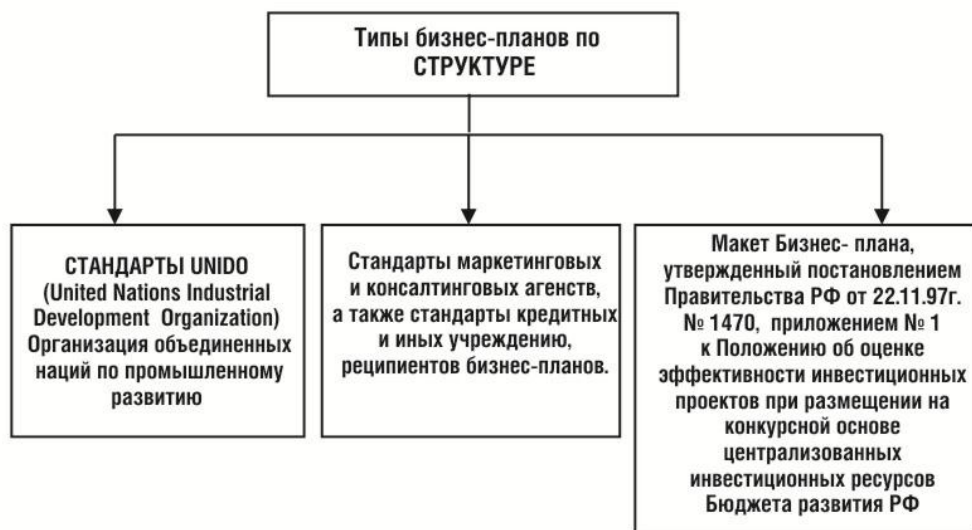 Типы бизнес-планов по
СТРУКТУРЕ
СТАНДАРТЫ UNIDO
(United Nations Industrial
Development Organization)
Организация объединенных
наций по промышленному
развитию
Стандарты маркетинговых
и консалтинговых агенств,
а также стандарты кредитных
и иных учреждению,
реципиентов бизнес-планов.
Макет Бизнес- плана,
утвержденный постановлением
Правительства РФ от 22.11.97г.
№ 1470, приложением № 1
к Положению об оценке
эффективности инвестиционных
проектов при размещении на
конкурсной основе
централизованных
инвестиционных ресурсов
Бюджета развития РФ